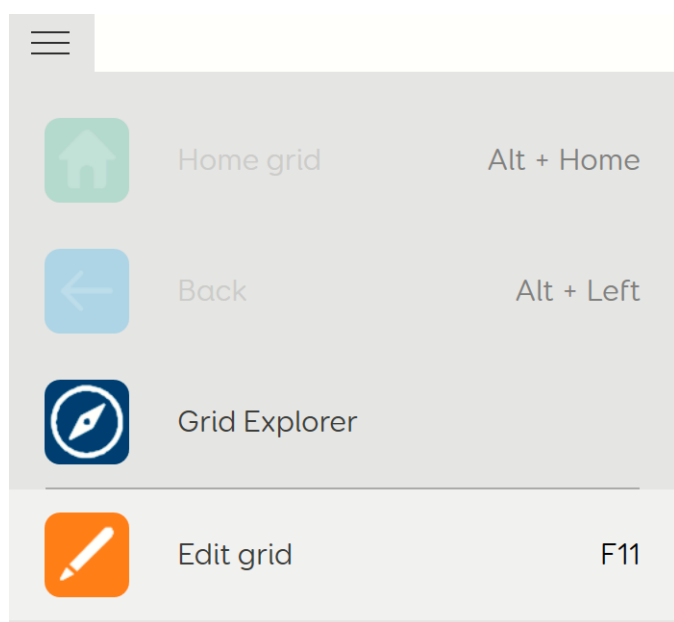 Home grid Alt + Home
Back Alt + Left
Grid Explorer
Edit grid F11